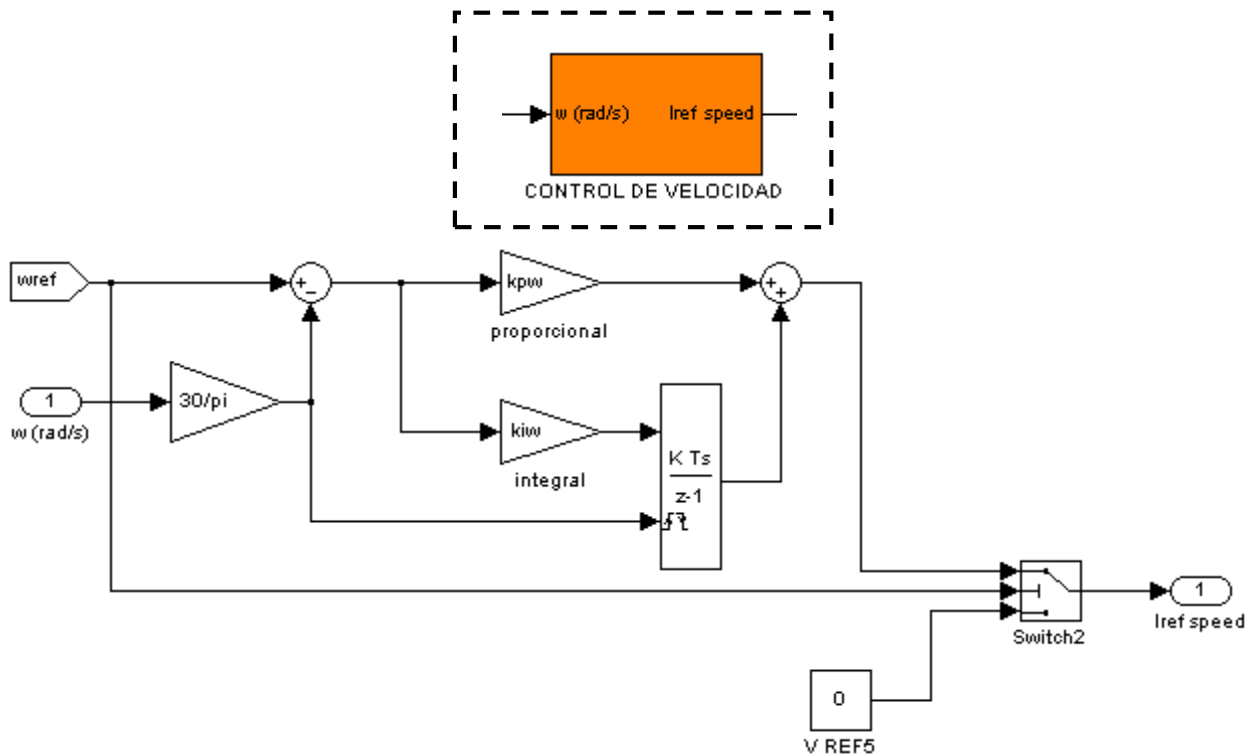 w (rad/s) Iref speed
CONTROL DE VELOCIDAD
wref
+
-
kpw
proporcional
+
+
1
w (rad/s)
30/pi
kiw
integral
K Ts
z-1
Switch2
1
Iref speed
0
V REF5